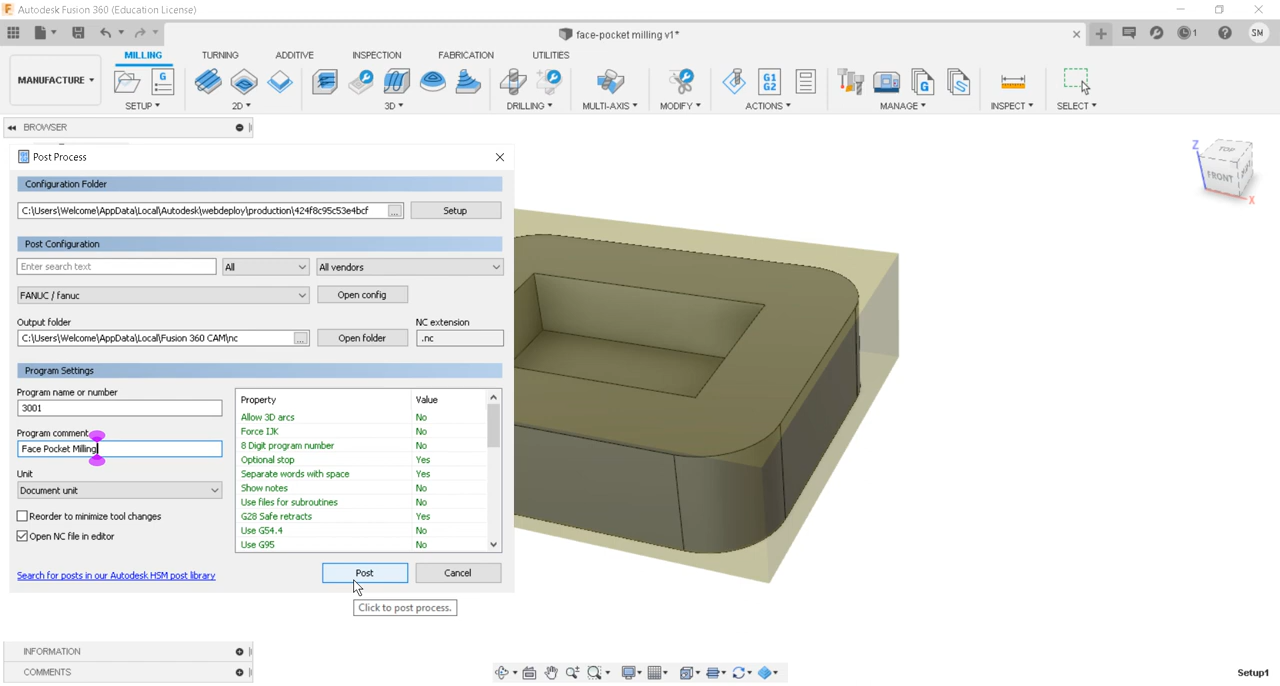 Autodesk Fusion 360 (Education License)
face-pocket milling v1*
1
SM
MILLING TURNING ADDITIVE INSPECTION FABRICATION UTILITIES
MANUFACTURE
G
G1
G2
G
SETUP 2D 3D DRILLING MULTI-AXIS MODIFY ACTIONS MANAGE INSPECT SELECT
BROWSER
Post Process
Configuration Folder
C:\Users\Welcome\AppData\Local\Autodesk\webdeploy\production\424f8c95c53e4bcf ... Setup
Post Configuration
Enter search text All All vendors
FANUC / fanuc Open config
Output folder NC extension
C:\Users\Welcome\AppData\Local\Fusion 360 CAM\nc ... Open folder .nc
Program Settings
Program name or number
3001
Program comment
Face Pocket Milling
Unit
Document unit
Reorder to minimize tool changes
Open NC file in editor
Property Value
Allow 3D arcs No
Force IJK No
8 Digit program number No
Optional stop Yes
Separate words with space Yes
Show notes No
Use files for subroutines No
G28 Safe retracts Yes
Use G54.4 No
Use G95 No
Search for posts in our Autodesk HSM post library
Post Cancel
Click to post process.
Z
TOP
FRONT
X
INFORMATION
COMMENTS
Setup1